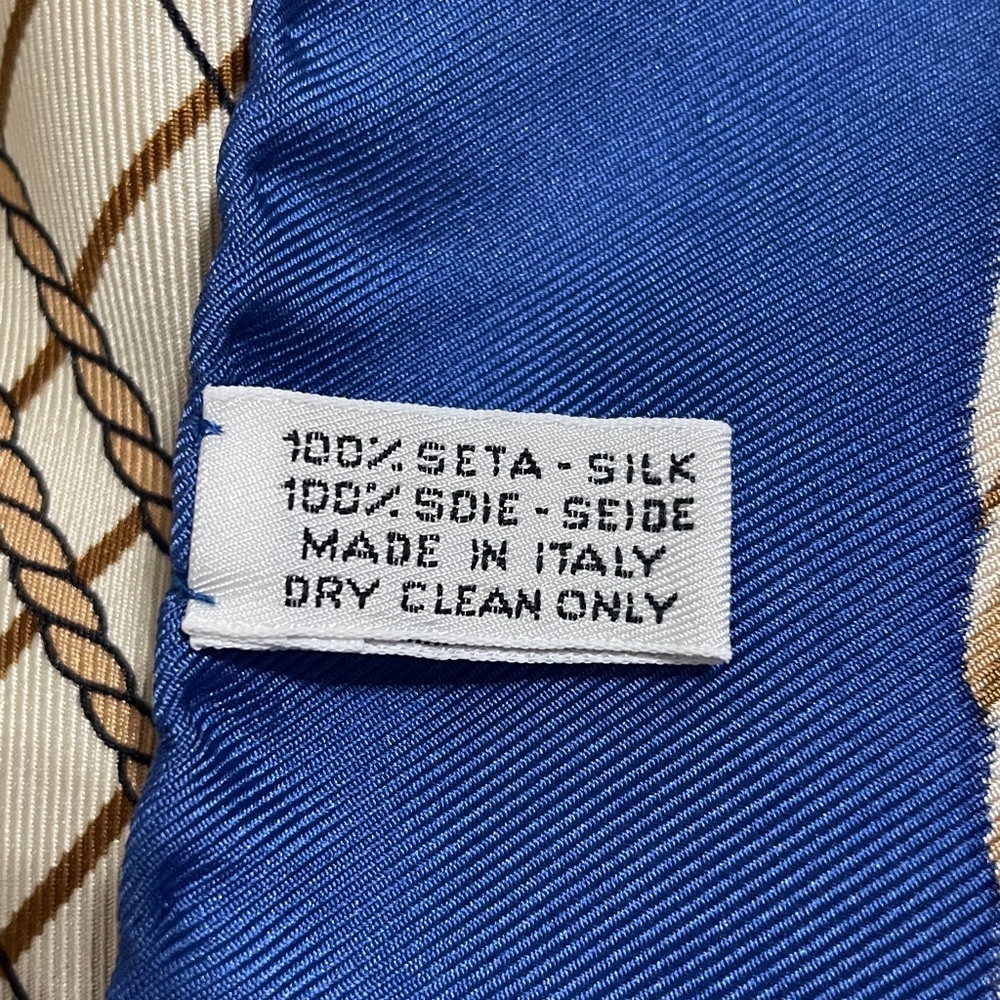 100% SETA - SILK
100% SOIE - SEIDE
MADE IN ITALY
DRY CLEAN ONLY